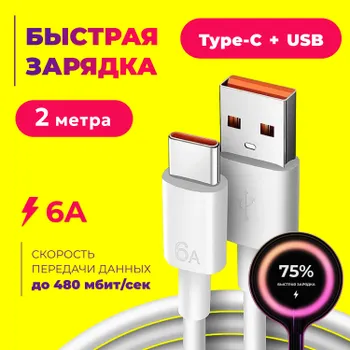 БЫСТРАЯ
ЗАРЯДКА
Type-C + USB
2 метра
6A
6A
СКОРОСТЬ
ПЕРЕДАЧИ ДАННЫХ
до 480 мбит/сек
75%
БЫСТРАЯ ЗАРЯДКА